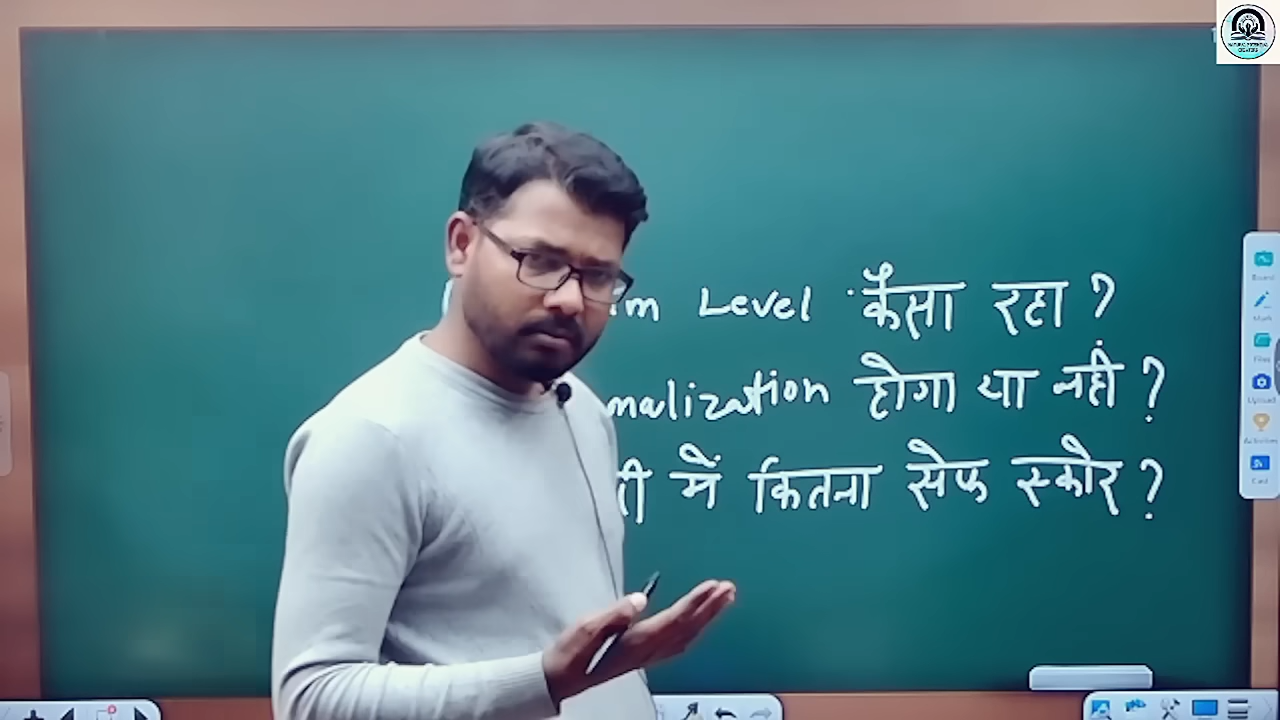 m Level कैसा रहा ?
malization होगा या नहीं ?
में कितना सेफ स्कोर ?